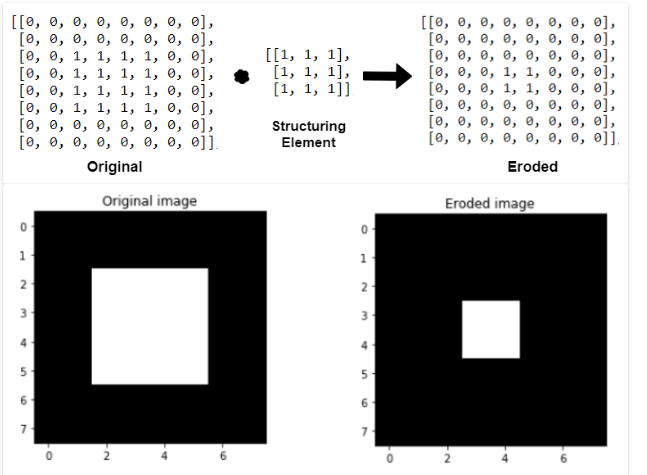 [[0, 0, 0, 0, 0, 0, 0, 0],
[0, 0, 0, 0, 0, 0, 0, 0],
[0, 0, 1, 1, 1, 1, 0, 0],
[0, 0, 1, 1, 1, 1, 0, 0],
[0, 0, 1, 1, 1, 1, 0, 0],
[0, 0, 1, 1, 1, 1, 0, 0],
[0, 0, 0, 0, 0, 0, 0, 0],
[0, 0, 0, 0, 0, 0, 0, 0]]
Original
[[1, 1, 1],
[1, 1, 1],
[1, 1, 1]]
Structuring
Element
[[0, 0, 0, 0, 0, 0, 0, 0],
[0, 0, 0, 0, 0, 0, 0, 0],
[0, 0, 0, 0, 0, 0, 0, 0],
[0, 0, 0, 1, 1, 0, 0, 0],
[0, 0, 0, 1, 1, 0, 0, 0],
[0, 0, 0, 0, 0, 0, 0, 0],
[0, 0, 0, 0, 0, 0, 0, 0],
[0, 0, 0, 0, 0, 0, 0, 0]]
Eroded
Original image
0
1
2
3
4
5
6
7
0 2 4 6
Eroded image
0
1
2
3
4
5
6
7
0 2 4 6